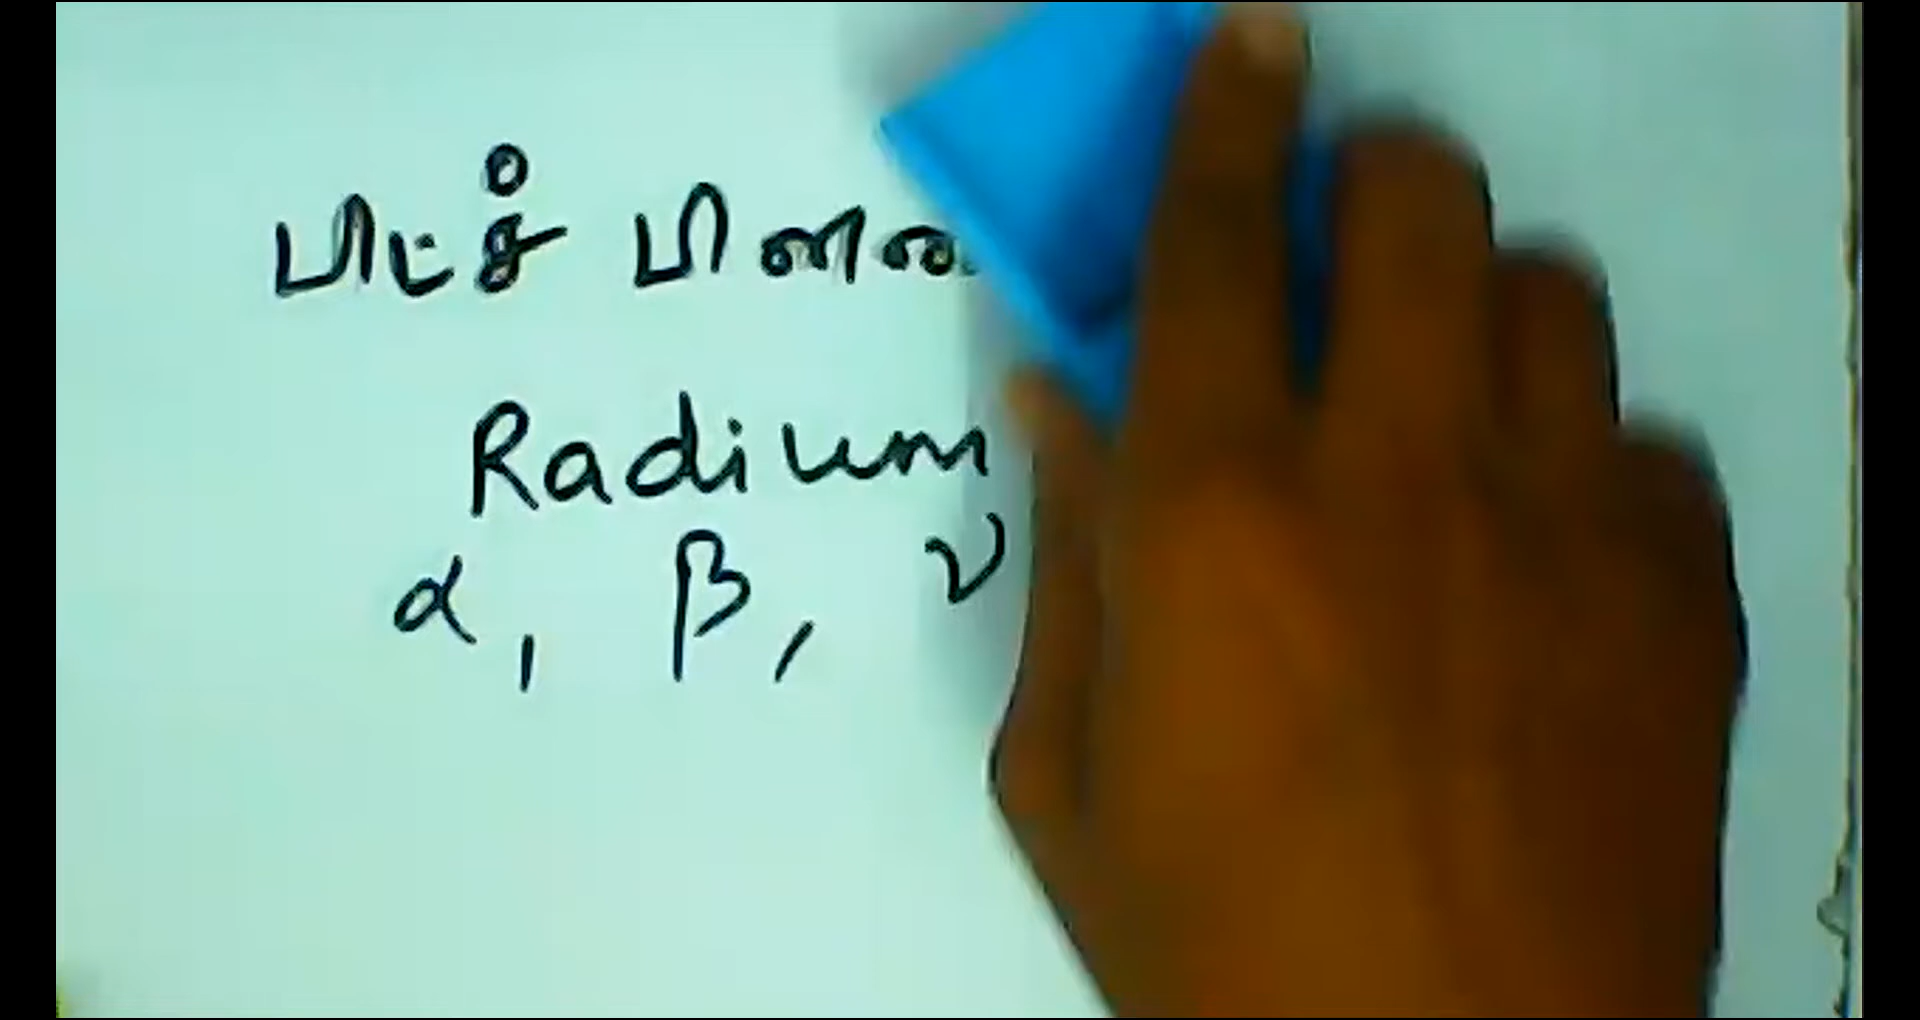 பிட்ச்
Radium
α, β, ν